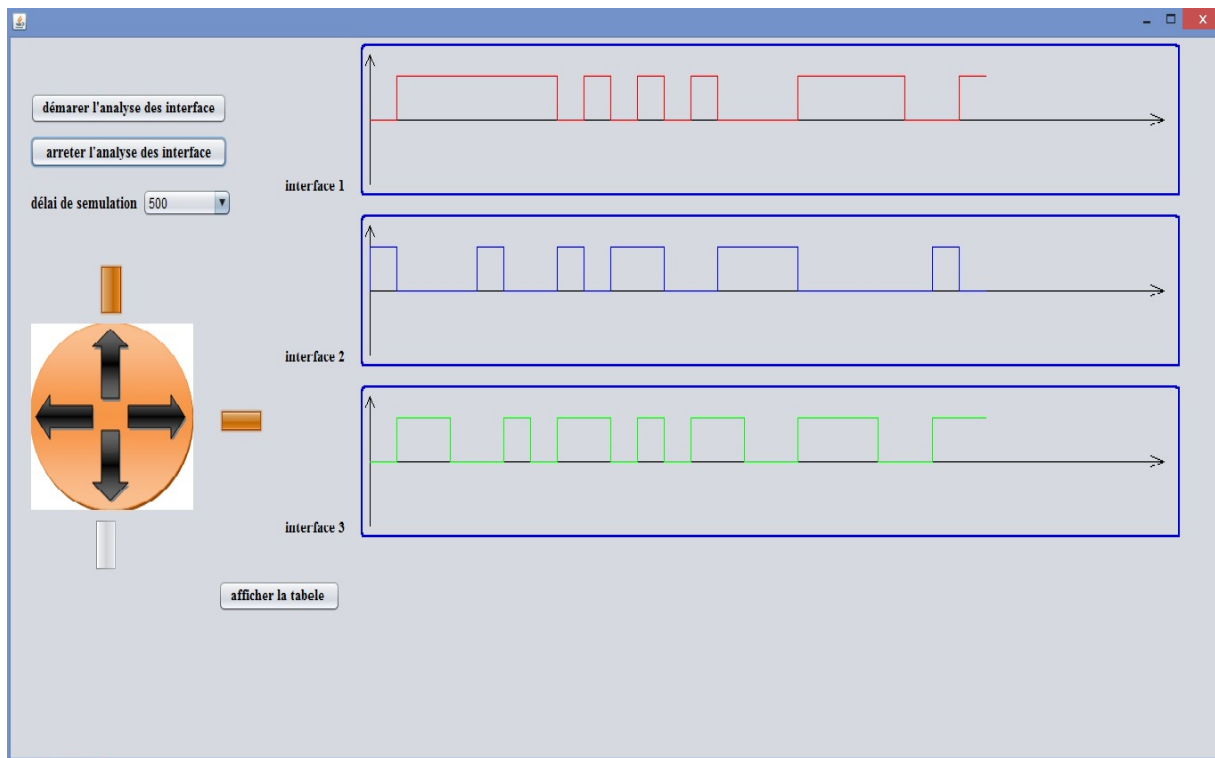 démarer l'analyse des interface
arreter l'analyse des interface
délai de semulation 500
interface 1
interface 2
interface 3
afficher la tabele